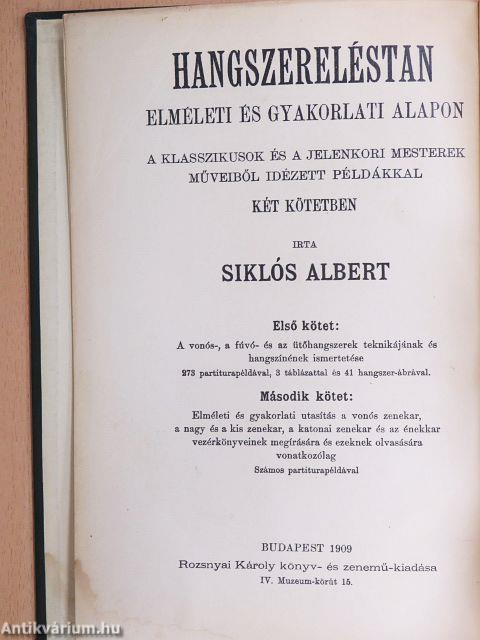 HANGSZERELÉSTAN
ELMÉLETI ÉS GYAKORLATI ALAPON
A KLASSZIKUSOK ÉS A JELENKORI MESTEREK
MŰVEIBŐL IDÉZETT PÉLDÁKKAL
KÉT KÖTETBEN
IRTA
SIKLÓS ALBERT
Első kötet:
A vonós-, a fúvó- és az ütőhangszerek teknikájának és
hangszínének ismertetése
273 partiturapéldával, 3 táblázattal és 41 hangszer-ábrával.
Második kötet:
Elméleti és gyakorlati utasítás a vonós zenekar,
a nagy és a kis zenekar, a katonai zenekar és az énekkar
vezérkönyveinek megírására és ezeknek olvasására
vonatkozólag
Számos partiturapéldával
BUDAPEST 1909
Rozsnyai Károly könyv- és zenemű-kiadása
IV. Muzeum-körút 15.
Antikvárium.hu